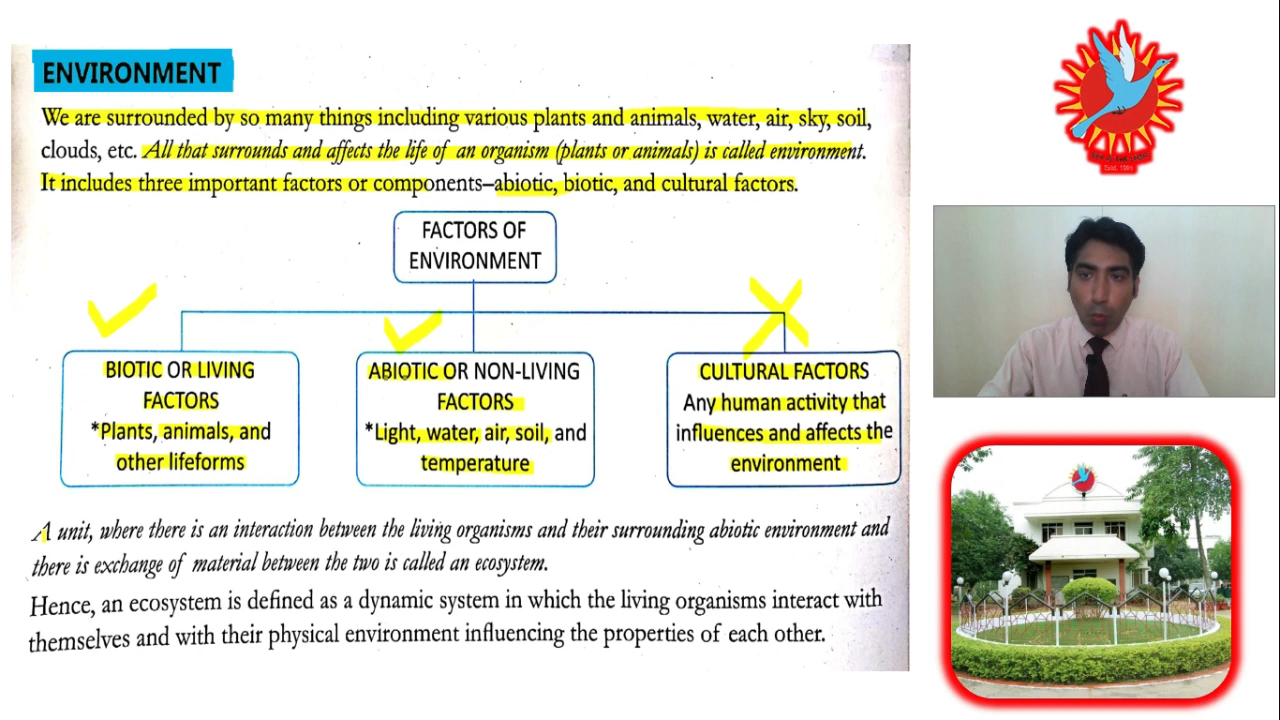 ENVIRONMENT
We are surrounded by so many things including various plants and animals, water, air, sky, soil,
clouds, etc. All that surrounds and affects the life of an organism (plants or animals) is called environment.
It includes three important factors or components–abiotic, biotic, and cultural factors.
FACTORS OF
ENVIRONMENT
BIOTIC OR LIVING
FACTORS
*Plants, animals, and
other lifeforms
ABIOTIC OR NON-LIVING
FACTORS
*Light, water, air, soil, and
temperature
CULTURAL FACTORS
Any human activity that
influences and affects the
environment
A unit, where there is an interaction between the living organisms and their surrounding abiotic environment and
there is exchange of material between the two is called an ecosystem.
Hence, an ecosystem is defined as a dynamic system in which the living organisms interact with
themselves and with their physical environment influencing the properties of each other.